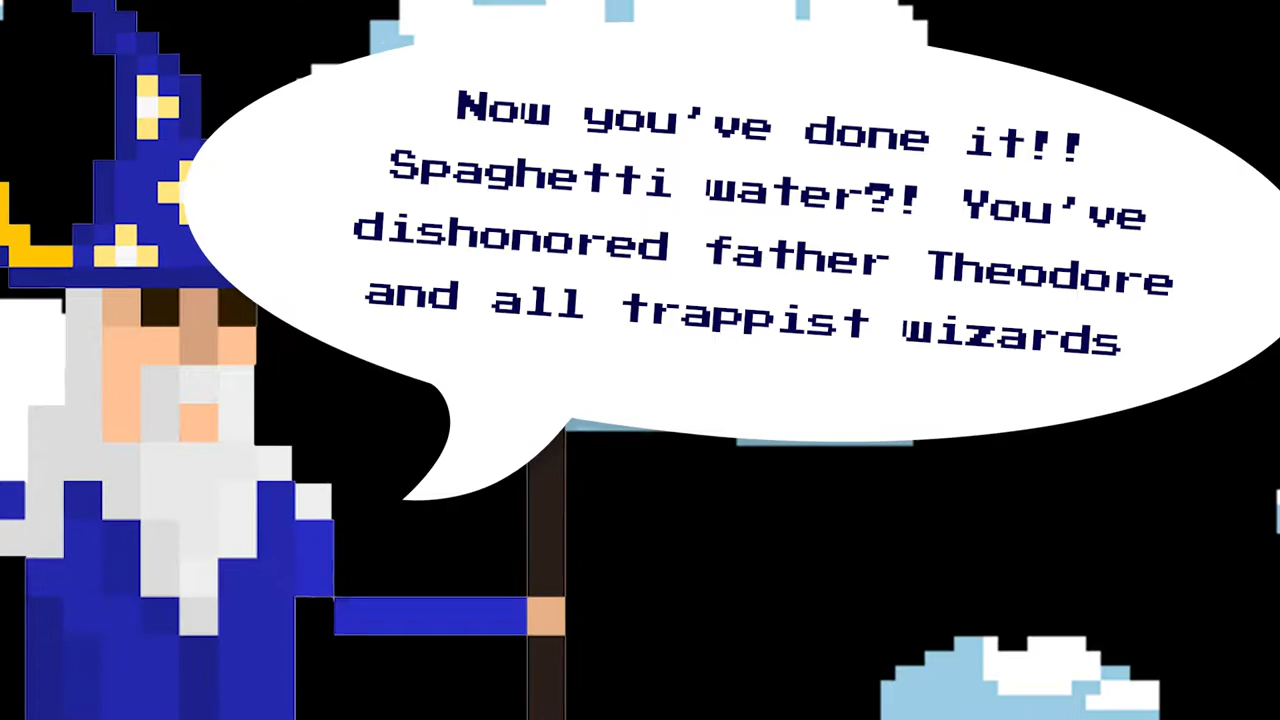 Now you've done it!!
Spaghetti water?! You've
dishonored father Theodore
and all trappist wizards